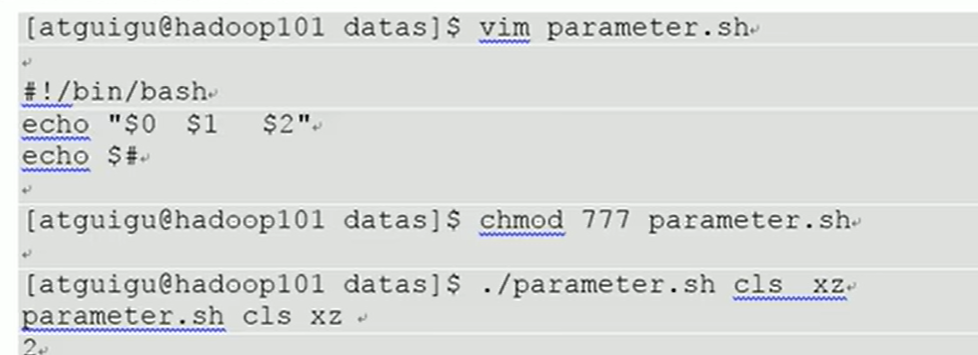 [atguigu@hadoop101 datas]$ vim parameter.sh
#!/bin/bash
echo "$0  $1   $2"
echo $#
[atguigu@hadoop101 datas]$ chmod 777 parameter.sh
[atguigu@hadoop101 datas]$ ./parameter.sh cls  xz
parameter.sh cls xz
2